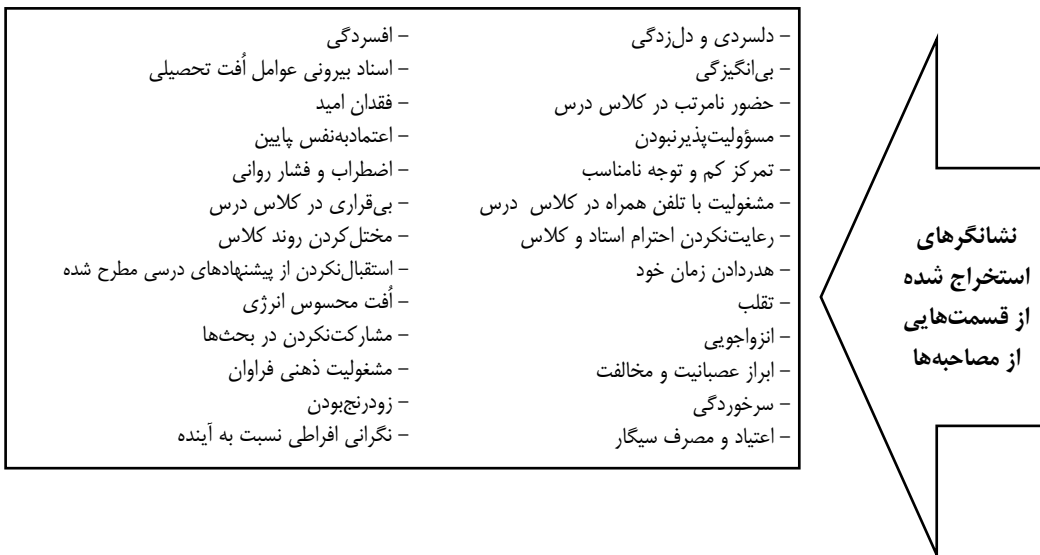 نشانگرهای
استخراج شده
از قسمت‌هایی
از مصاحبه‌ها
- دلسردی و دل‌زدگی
- بی‌انگیزگی
- حضور نامرتب در کلاس درس
- مسؤولیت‌پذیرنبودن
- تمرکز کم و توجه نامناسب
- مشغولیت با تلفن همراه در کلاس درس
- رعایت‌نکردن احترام استاد و کلاس
- هدردادن زمان خود
- تقلب
- انزواجویی
- ابراز عصبانیت و مخالفت
- سرخوردگی
- اعتیاد و مصرف سیگار
- افسردگی
- اسناد بیرونی عوامل اُفت تحصیلی
- فقدان امید
- اعتمادبه‌نفس پایین
- اضطراب و فشار روانی
- بی‌قراری در کلاس درس
- مختل‌کردن روند کلاس
- استقبال‌نکردن از پیشنهادهای درسی مطرح شده
- اُفت محسوس انرژی
- مشارکت‌نکردن در بحث‌ها
- مشغولیت ذهنی فراوان
- زودرنج‌بودن
- نگرانی افراطی نسبت به آینده